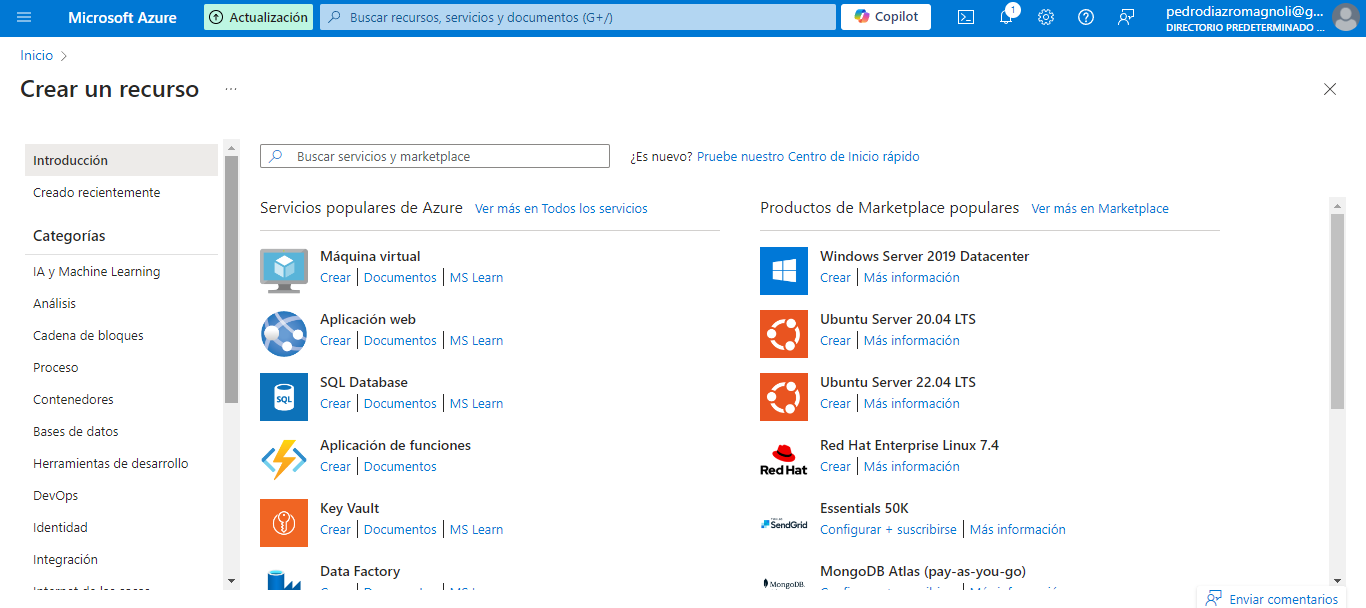 Microsoft Azure
Actualización
Buscar recursos, servicios y documentos (G+/)
Copilot
1
pedrodiazromagnoli@g...
DIRECTORIO PREDETERMINADO ...
Inicio
Crear un recurso
...
Introducción
Creado recientemente
Categorías
IA y Machine Learning
Análisis
Cadena de bloques
Proceso
Contenedores
Bases de datos
Herramientas de desarrollo
DevOps
Identidad
Integración
Buscar servicios y marketplace
¿Es nuevo? Pruebe nuestro Centro de Inicio rápido
Servicios populares de Azure Ver más en Todos los servicios
Máquina virtual
Crear | Documentos | MS Learn
Aplicación web
Crear | Documentos | MS Learn
SQL
SQL Database
Crear | Documentos | MS Learn
Aplicación de funciones
Crear | Documentos
Key Vault
Crear | Documentos | MS Learn
Data Factory
Productos de Marketplace populares Ver más en Marketplace
Windows Server 2019 Datacenter
Crear | Más información
Ubuntu Server 20.04 LTS
Crear | Más información
Ubuntu Server 22.04 LTS
Crear | Más información
Red Hat
Red Hat Enterprise Linux 7.4
Crear | Más información
SendGrid
Essentials 50K
Configurar + suscribirse | Más información
MongoDB.
MongoDB Atlas (pay-as-you-go)
Enviar comentarios